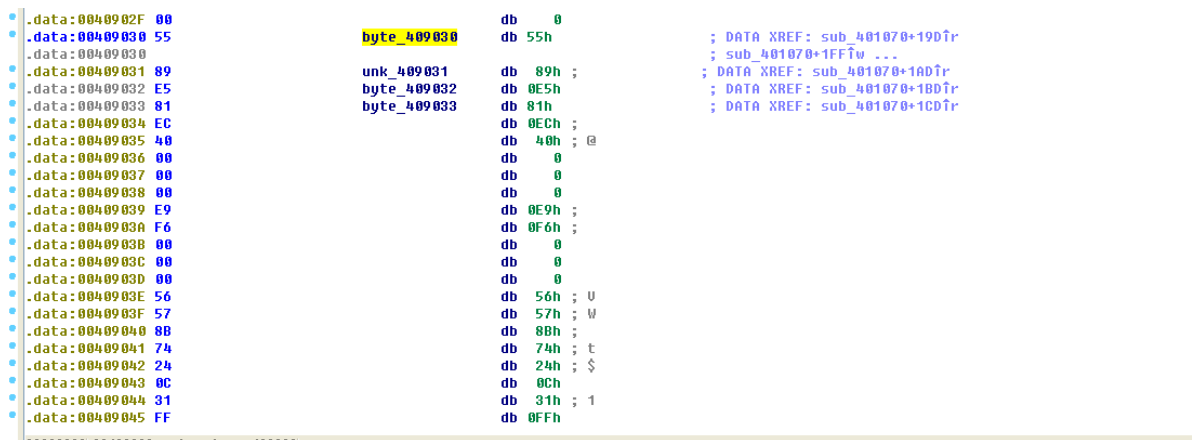 .data:0040902F 00 db 0
.data:00409030 55 byte_409030 db 55h ; DATA XREF: sub_401070+19DÎr
.data:00409030 ; sub_401070+1FFÎw ...
.data:00409031 89 unk_409031 db 89h ; ; DATA XREF: sub_401070+1ADÎr
.data:00409032 E5 byte_409032 db 0E5h ; DATA XREF: sub_401070+1BDÎr
.data:00409033 81 byte_409033 db 81h ; DATA XREF: sub_401070+1CDÎr
.data:00409034 EC db 0ECh ;
.data:00409035 40 db 40h ; @
.data:00409036 00 db 0
.data:00409037 00 db 0
.data:00409038 00 db 0
.data:00409039 E9 db 0E9h ;
.data:0040903A F6 db 0F6h ;
.data:0040903B 00 db 0
.data:0040903C 00 db 0
.data:0040903D 00 db 0
.data:0040903E 56 db 56h ; V
.data:0040903F 57 db 57h ; W
.data:00409040 8B db 8Bh ;
.data:00409041 74 db 74h ; t
.data:00409042 24 db 24h ; $
.data:00409043 0C db 0Ch
.data:00409044 31 db 31h ; 1
.data:00409045 FF db 0FFh